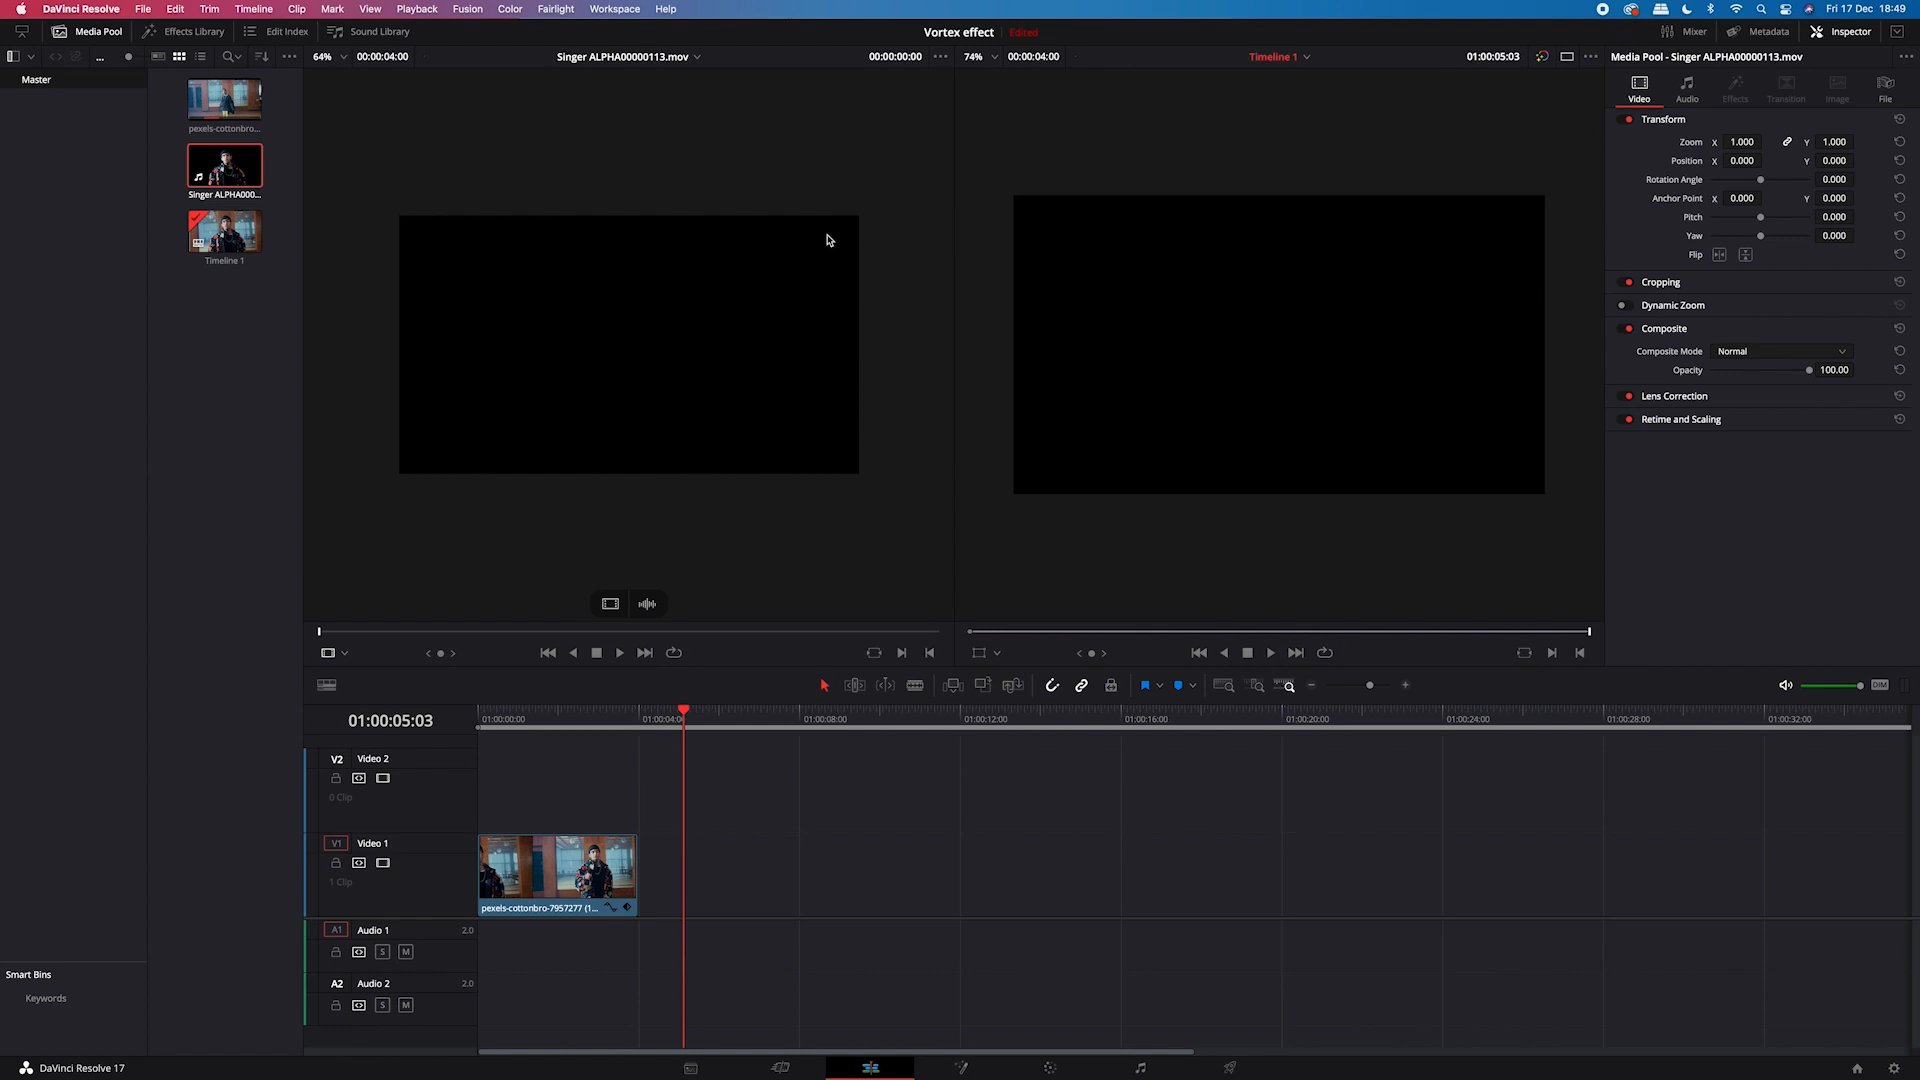 DaVinci Resolve File Edit Trim Timeline Clip Mark View Playback Fusion Color Fairlight Workspace Help Fri 17 Dec 18:49
Media Pool Effects Library Edit Index Sound Library Vortex effect Edited Mixer Metadata Inspector
64% 00:00:04:00 Singer ALPHA00000113.mov 00:00:00:00 74% 00:00:04:00 Timeline 1 01:00:05:03 Media Pool - Singer ALPHA00000113.mov
Master
Video Audio Effects Transition Image File
pexels-cottonbro...
Singer ALPHA000...
Timeline 1
Transform
Zoom X 1.000 Y 1.000
Position X 0.000 Y 0.000
Rotation Angle 0.000
Anchor Point X 0.000 Y 0.000
Pitch 0.000
Yaw 0.000
Flip
Cropping
Dynamic Zoom
Composite
Composite Mode Normal
Opacity 100.00
Lens Correction
Retime and Scaling
DIM
01:00:05:03 01:00:00:00 01:00:04:00 01:00:08:00 01:00:12:00 01:00:16:00 01:00:20:00 01:00:24:00 01:00:28:00 01:00:32:00
V2 Video 2
0 Clip
V1 Video 1
1 Clip
pexels-cottonbro-7957277 (1...
A1 Audio 1 2.0
S M
A2 Audio 2 2.0
S M
Smart Bins
Keywords
DaVinci Resolve 17